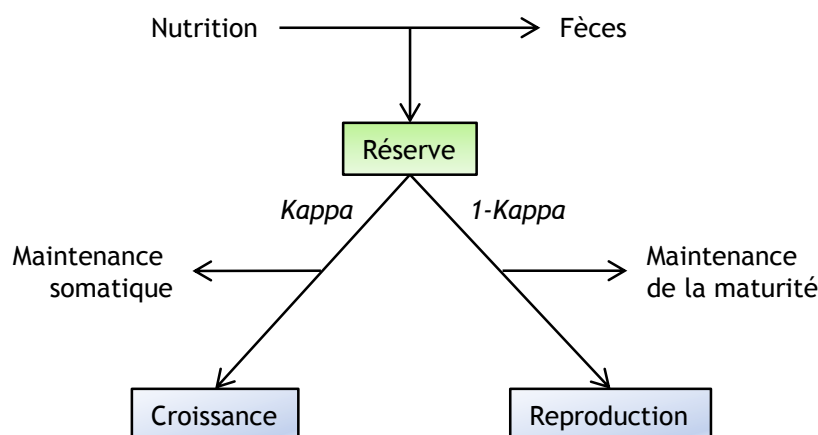 Nutrition
Fèces
Réserve
Kappa
1-Kappa
Maintenance
somatique
Maintenance
de la maturité
Croissance
Reproduction